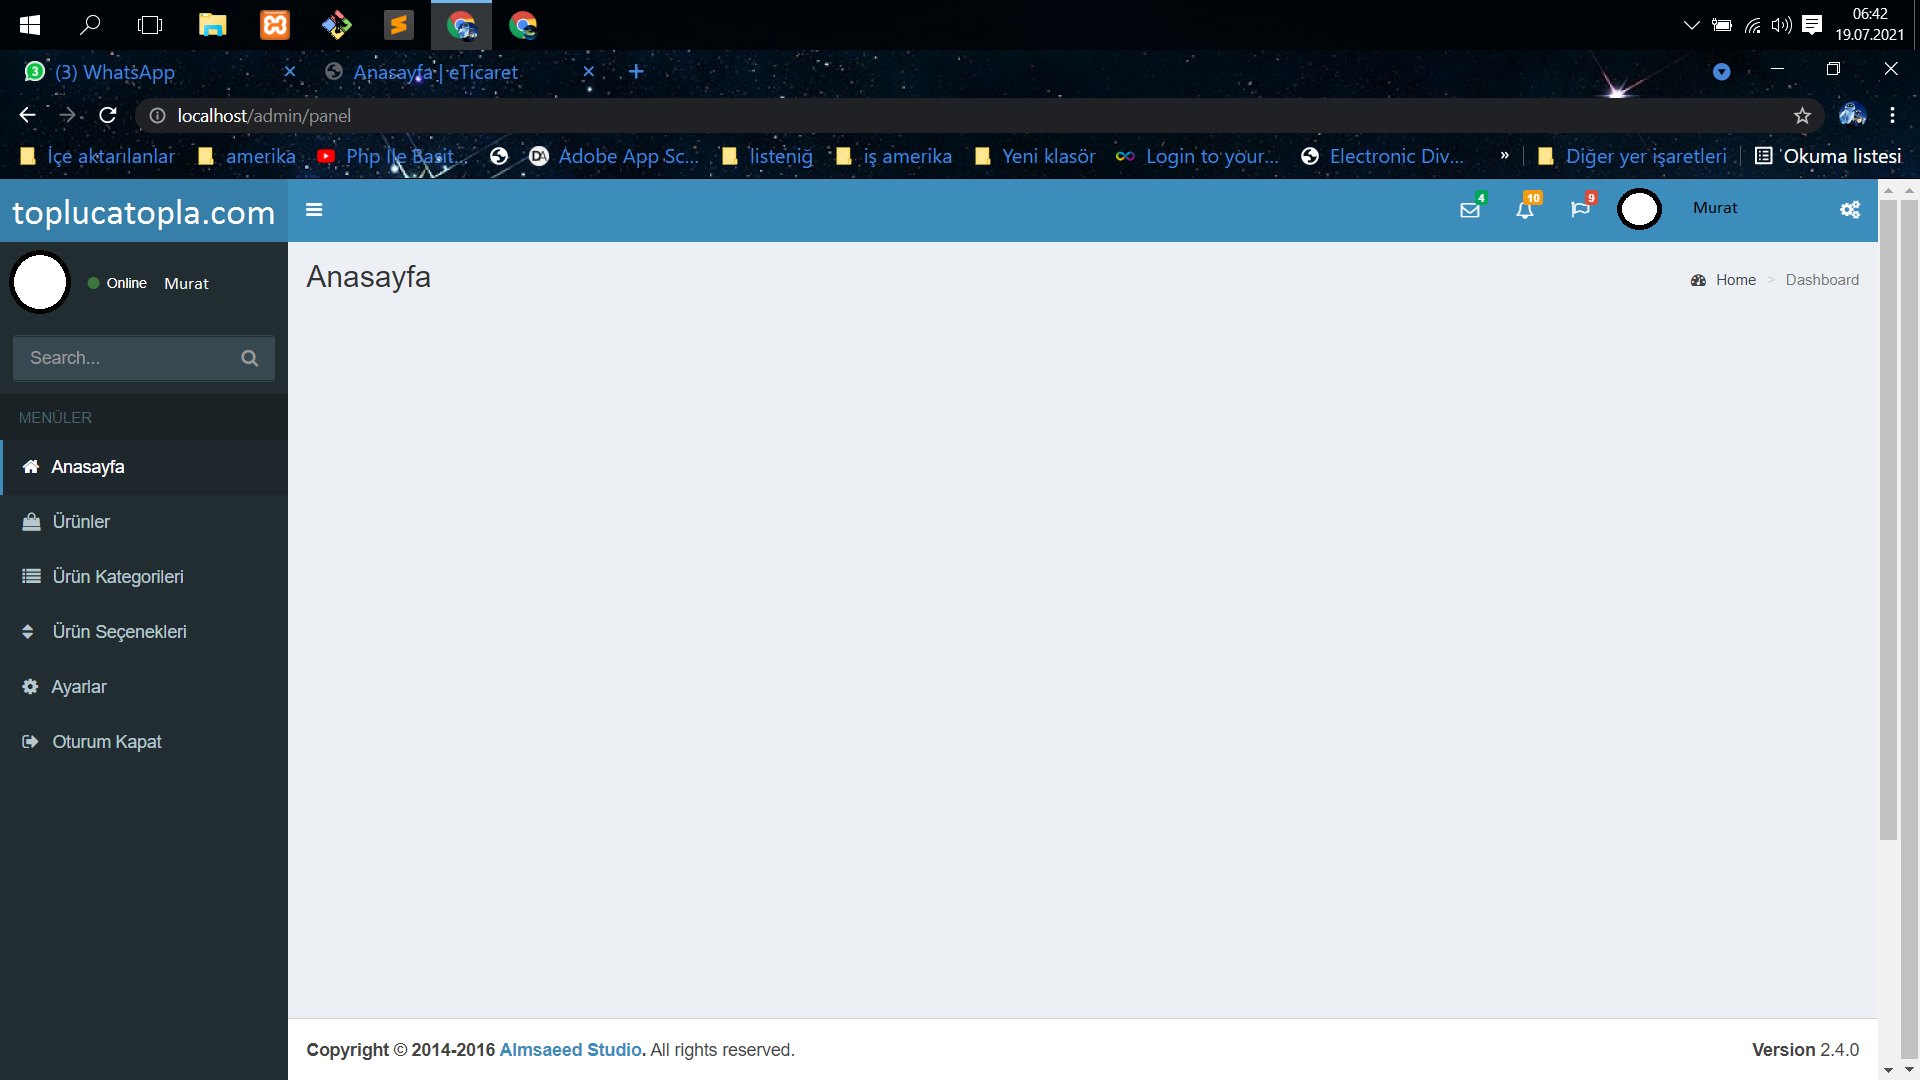 06:42
19.07.2021
3 (3) WhatsApp
Anasayfa | eTicaret
localhost/admin/panel
İçe aktarılanlar
amerika
Php İle Basit...
DA Adobe App Sc...
listeniğ
iş amerika
Yeni klasör
Login to your...
Electronic Div...
»
Diğer yer işaretleri
Okuma listesi
toplucatopla.com
4
10
9
Murat
Online Murat
Anasayfa
Home > Dashboard
Search...
MENÜLER
Anasayfa
Ürünler
Ürün Kategorileri
Ürün Seçenekleri
Ayarlar
Oturum Kapat
Copyright © 2014-2016 Almsaeed Studio. All rights reserved.
Version 2.4.0